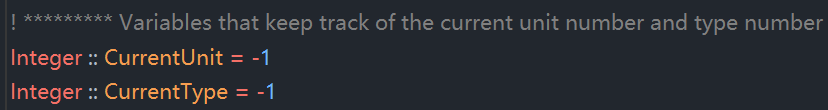 ! ********* Variables that keep track of the current unit number and type number
Integer :: CurrentUnit = -1
Integer :: CurrentType = -1